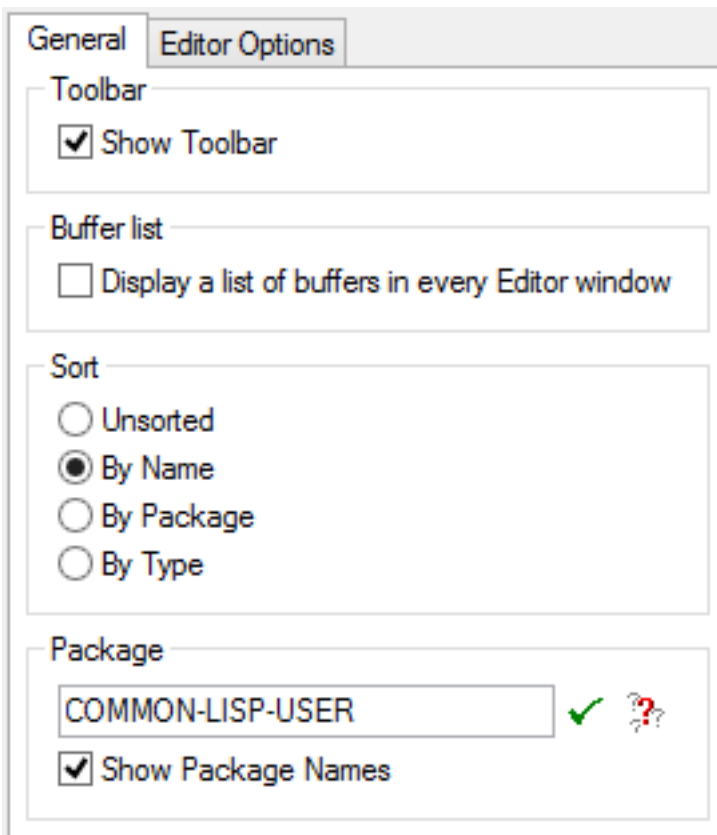 General
Editor Options
Toolbar
Show Toolbar
Buffer list
Display a list of buffers in every Editor window
Sort
Unsorted
By Name
By Package
By Type
Package
COMMON-LISP-USER
???
Show Package Names